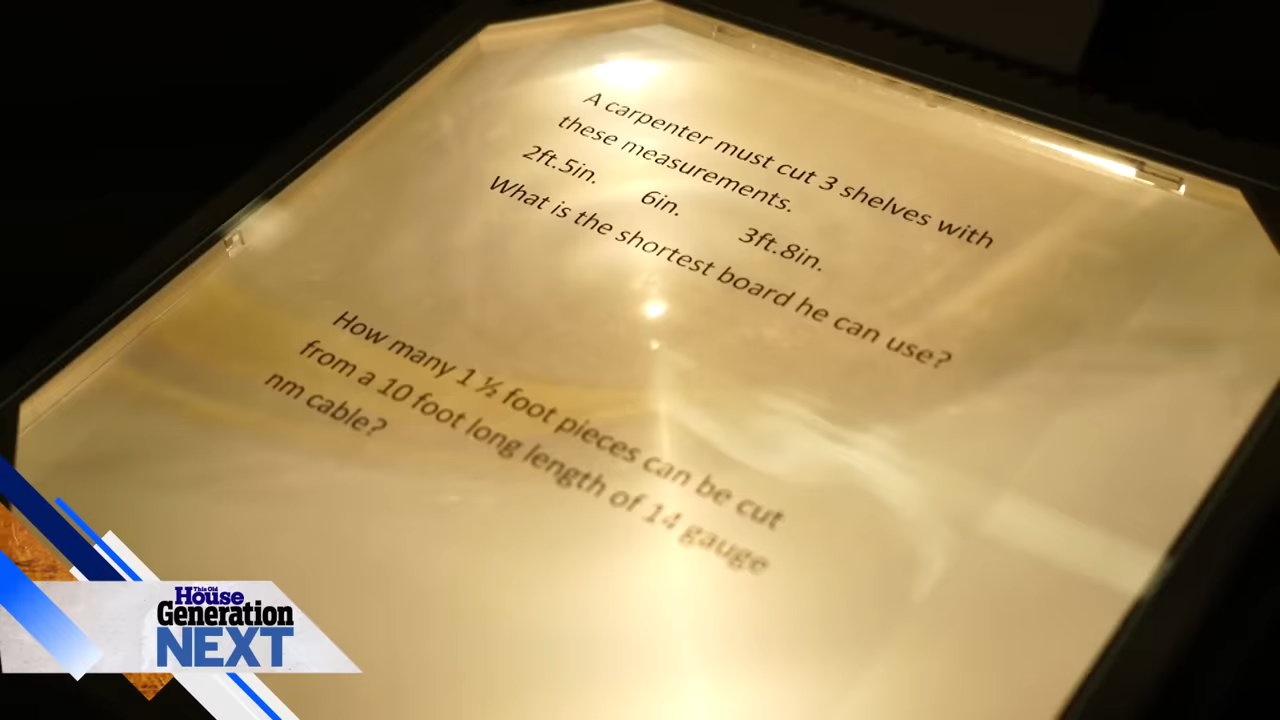 A carpenter must cut 3 shelves with
these measurements.
2ft.5in. 6in. 3ft.8in.
What is the shortest board he can use?
How many 1 ½ foot pieces can be cut
from a 10 foot long length of 14 gauge
nm cable?
This Old
House
Generation
NEXT